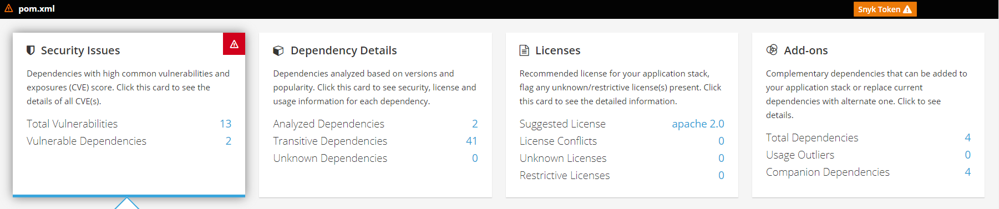 pom.xml
Snyk Token
Security Issues
Dependencies with high common vulnerabilities and
exposures (CVE) score. Click this card to see the
details of all CVE(s).
Total Vulnerabilities 13
Vulnerable Dependencies 2
Dependency Details
Dependencies analyzed based on versions and
popularity. Click this card to see security, license and
usage information for each dependency.
Analyzed Dependencies 2
Transitive Dependencies 41
Unknown Dependencies 0
Licenses
Recommended license for your application stack,
flag any unknown/restrictive license(s) present. Click
this card to see the detailed information.
Suggested License apache 2.0
License Conflicts 0
Unknown Licenses 0
Restrictive Licenses 0
Add-ons
Complementary dependencies that can be added to
your application stack or replace current
dependencies with alternate one. Click to see
details.
Total Dependencies 4
Usage Outliers 0
Companion Dependencies 4